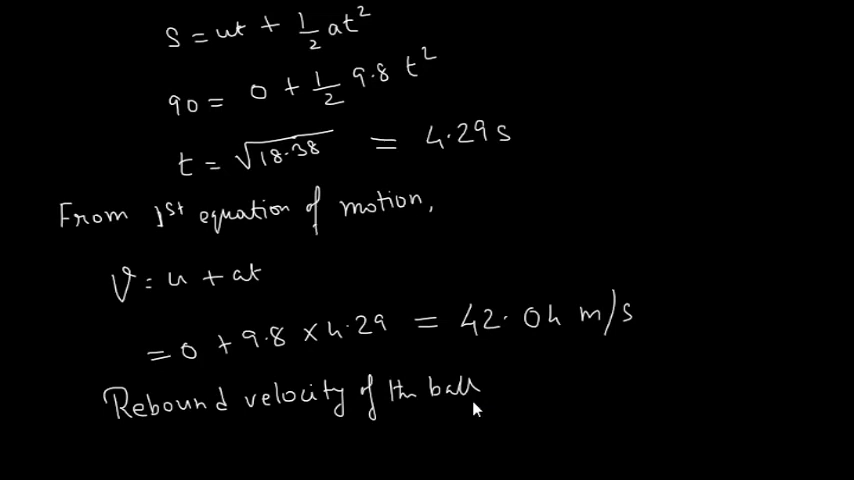 S = ut + 1/2 at²
90 = 0 + 1/2 9.8 t²
t = √18.38 = 4.29s
From 1st equation of motion,
V = u + at
= 0 + 9.8 × 4.29 = 42.04 m/s
Rebound velocity of the ball